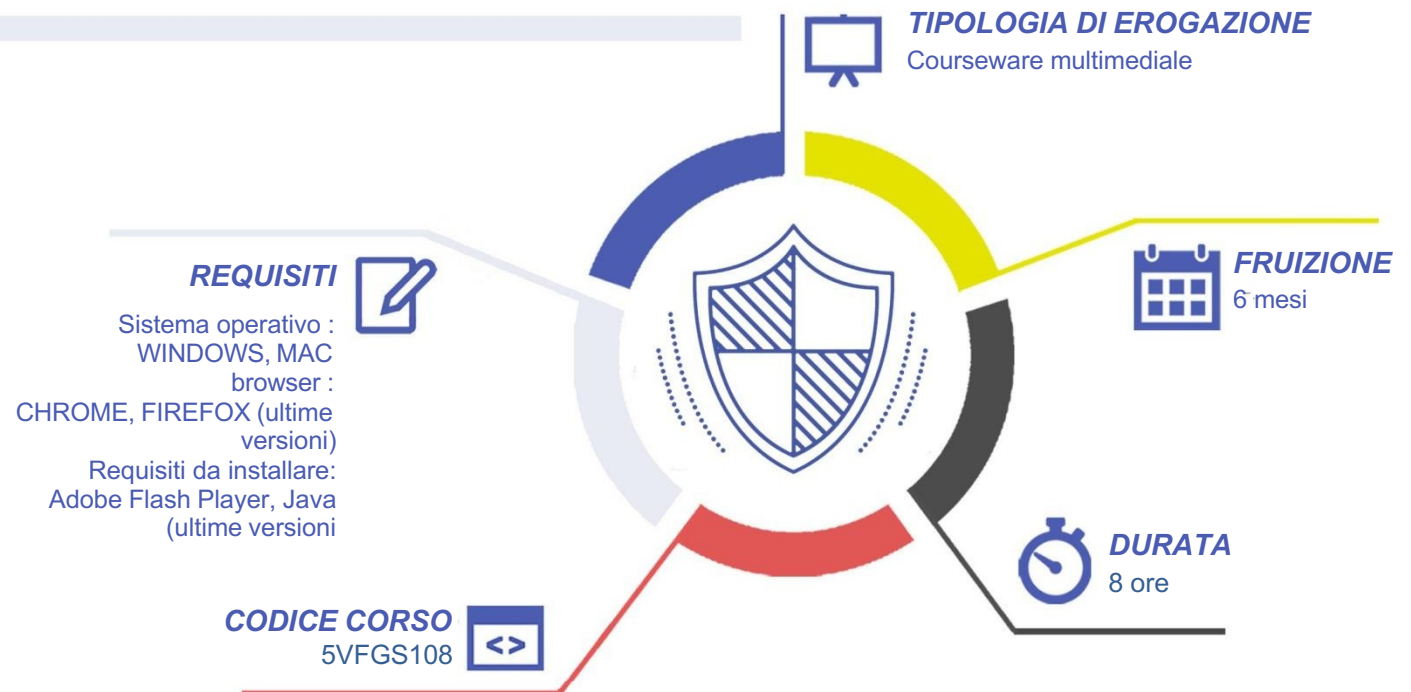 TIPOLOGIA DI EROGAZIONE
Courseware multimediale
REQUISITI
Sistema operativo :
WINDOWS, MAC
browser :
CHROME, FIREFOX (ultime
versioni)
Requisiti da installare:
Adobe Flash Player, Java
(ultime versioni
FRUIZIONE
6 mesi
DURATA
8 ore
CODICE CORSO
5VFGS108
<>